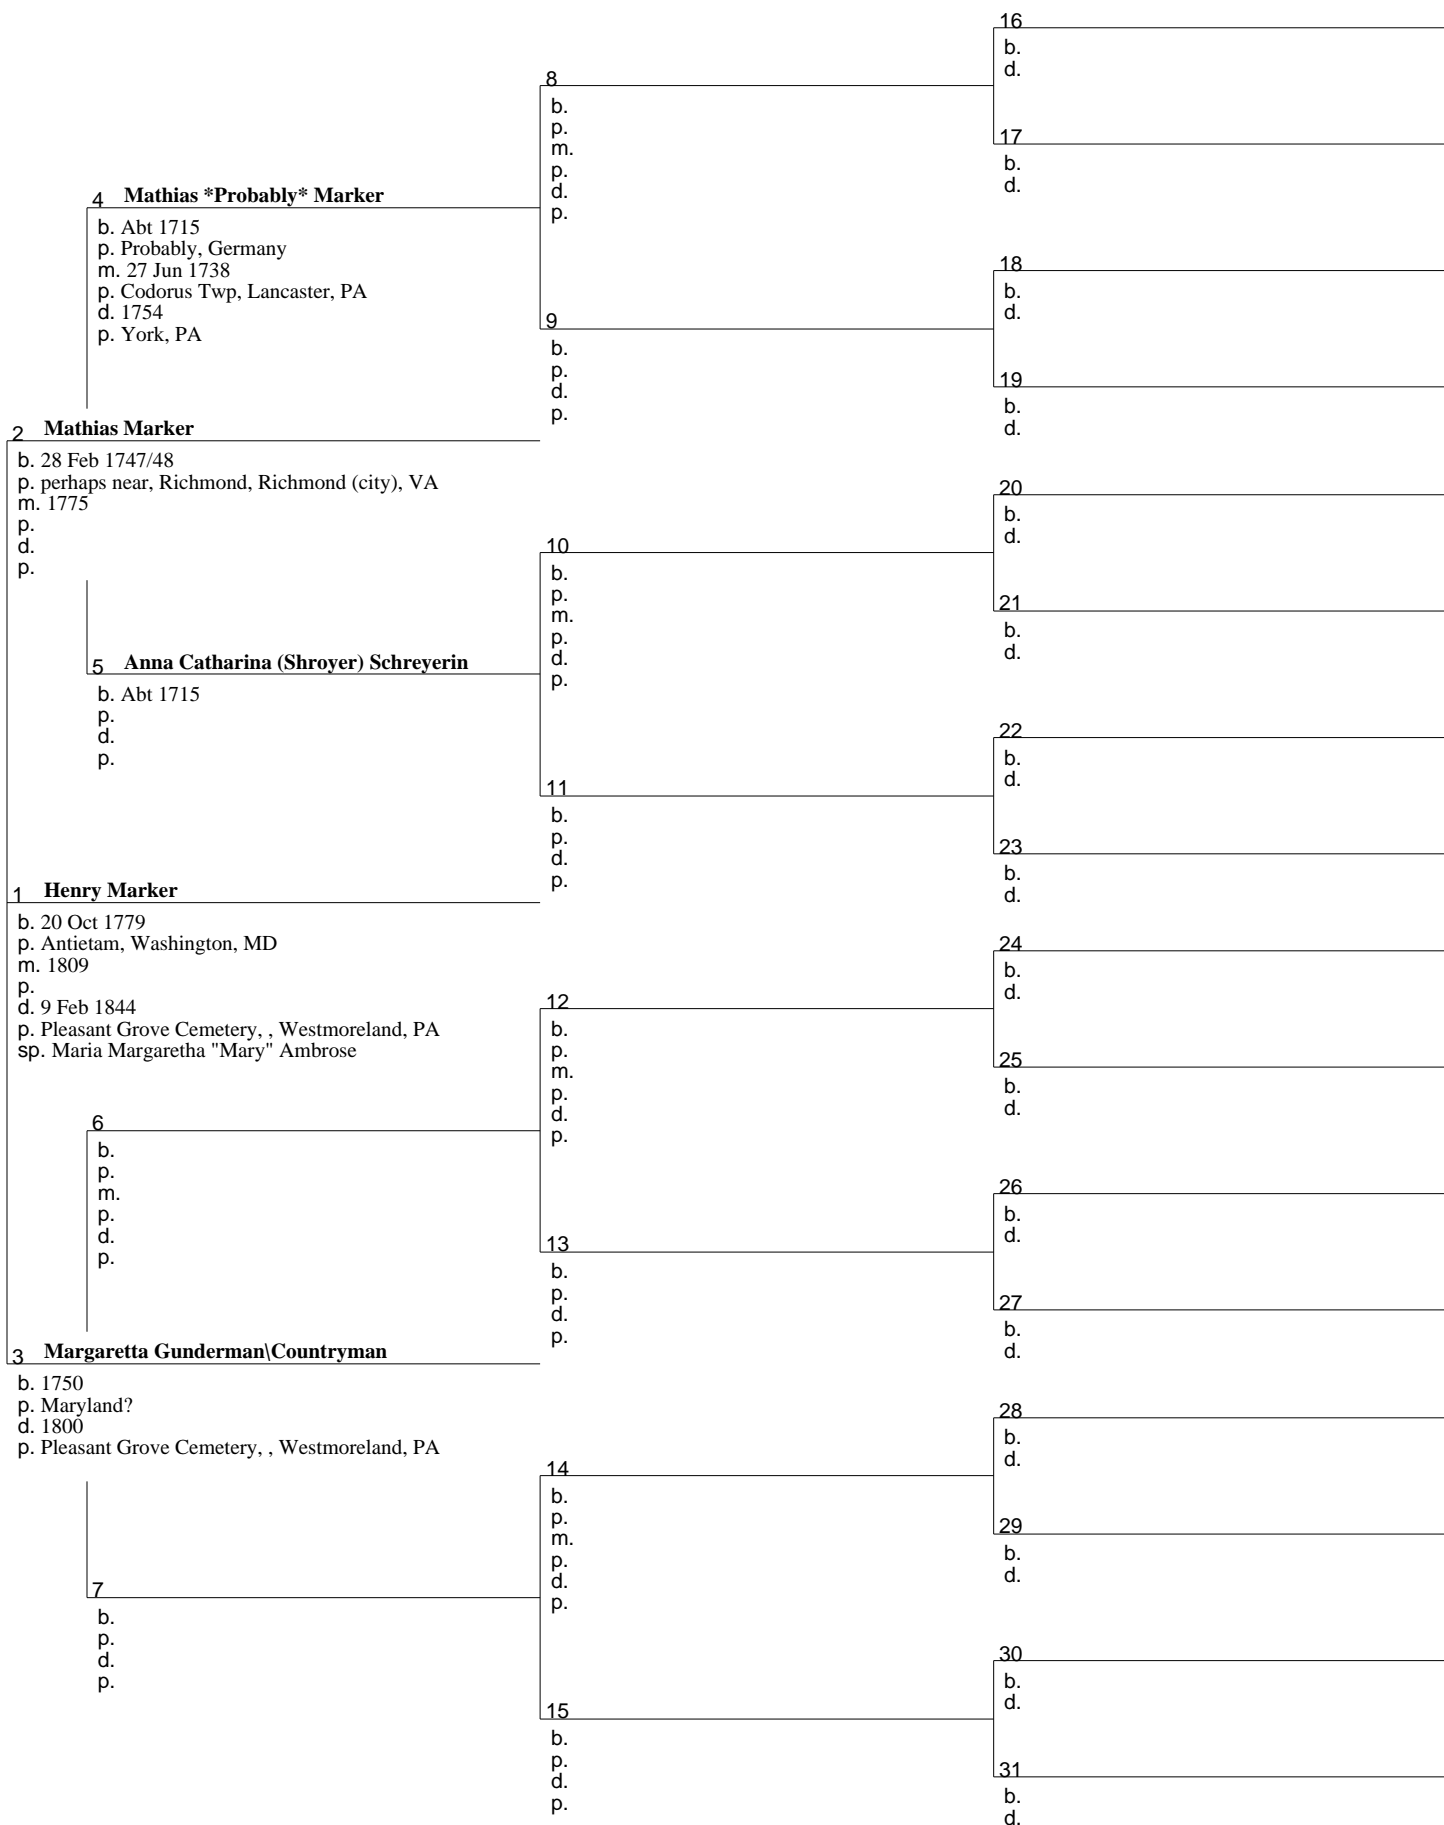 16
b.
d.
8
b.
p.
m.
p.
d.
p.
17
b.
d.
4 Mathias *Probably* Marker
b. Abt 1715
p. Probably, Germany
m. 27 Jun 1738
p. Codorus Twp, Lancaster, PA
d. 1754
p. York, PA
18
b.
d.
9
b.
p.
d.
p.
19
b.
d.
2 Mathias Marker
b. 28 Feb 1747/48
p. perhaps near, Richmond, Richmond (city), VA
m. 1775
p.
d.
p.
20
b.
d.
10
b.
p.
m.
p.
d.
p.
21
b.
d.
5 Anna Catharina (Shroyer) Schreyerin
b. Abt 1715
p.
d.
p.
22
b.
d.
11
b.
p.
d.
p.
23
b.
d.
1 Henry Marker
b. 20 Oct 1779
p. Antietam, Washington, MD
m. 1809
p.
d. 9 Feb 1844
p. Pleasant Grove Cemetery, , Westmoreland, PA
sp. Maria Margaretha "Mary" Ambrose
24
b.
d.
12
b.
p.
m.
p.
d.
p.
25
b.
d.
6
b.
p.
m.
p.
d.
p.
26
b.
d.
13
b.
p.
d.
p.
27
b.
d.
3 Margaretta Gunderman\Countryman
b. 1750
p. Maryland?
d. 1800
p. Pleasant Grove Cemetery, , Westmoreland, PA
28
b.
d.
14
b.
p.
m.
p.
d.
p.
29
b.
d.
7
b.
p.
d.
p.
30
b.
d.
15
b.
p.
d.
p.
31
b.
d.